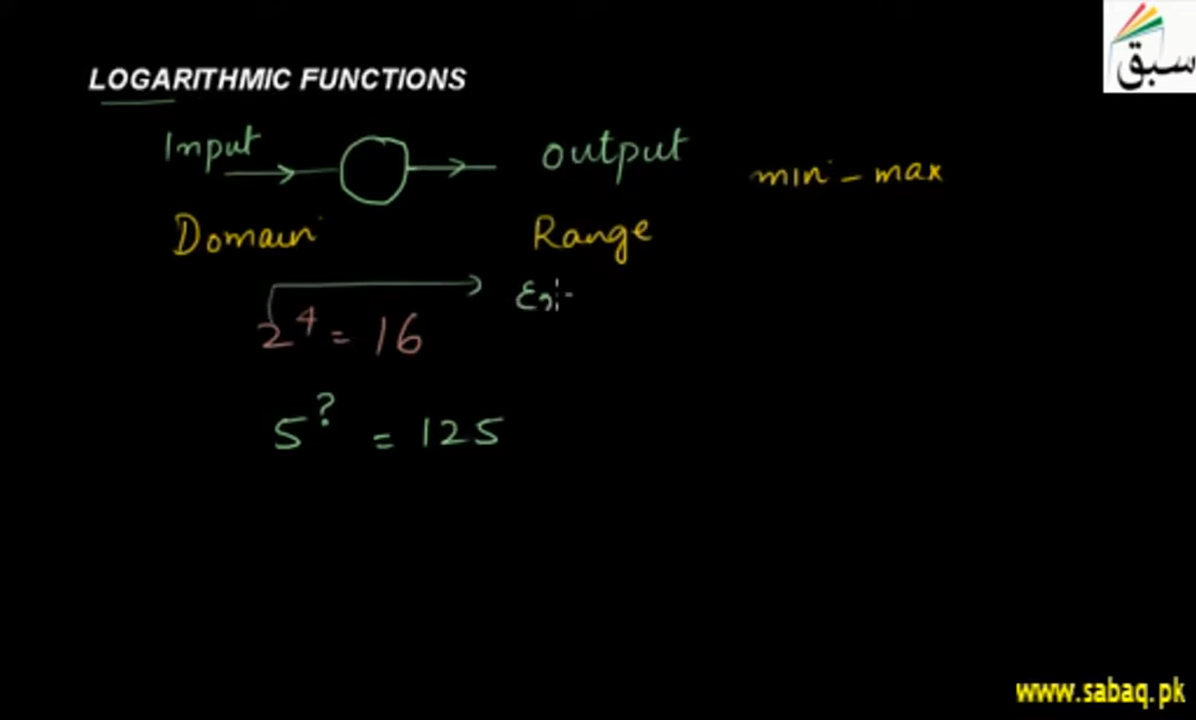 سبق
LOGARITHMIC FUNCTIONS
Input
output
min - max
Domain
Range
2⁴ = 16
5^? = 125
www.sabaq.pk